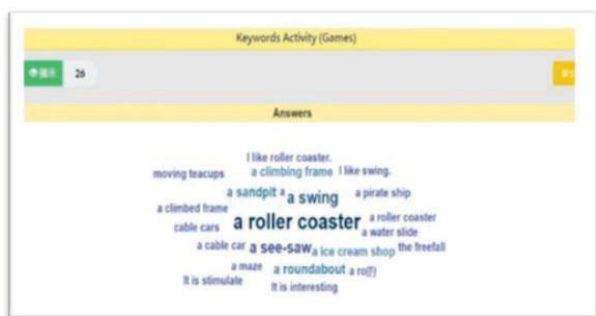 Keywords Activity (Games)
26
Answers
I like roller coaster.
moving teacups a climbing frame I like swing.
a sandpit a a swing a pirate ship
a climbed frame
cable cars a roller coaster a roller coaster
a water slide
a cable car a see-saw a ice cream shop the freefall
a maze a roundabout a ro(f)
It is stimulate It is interesting